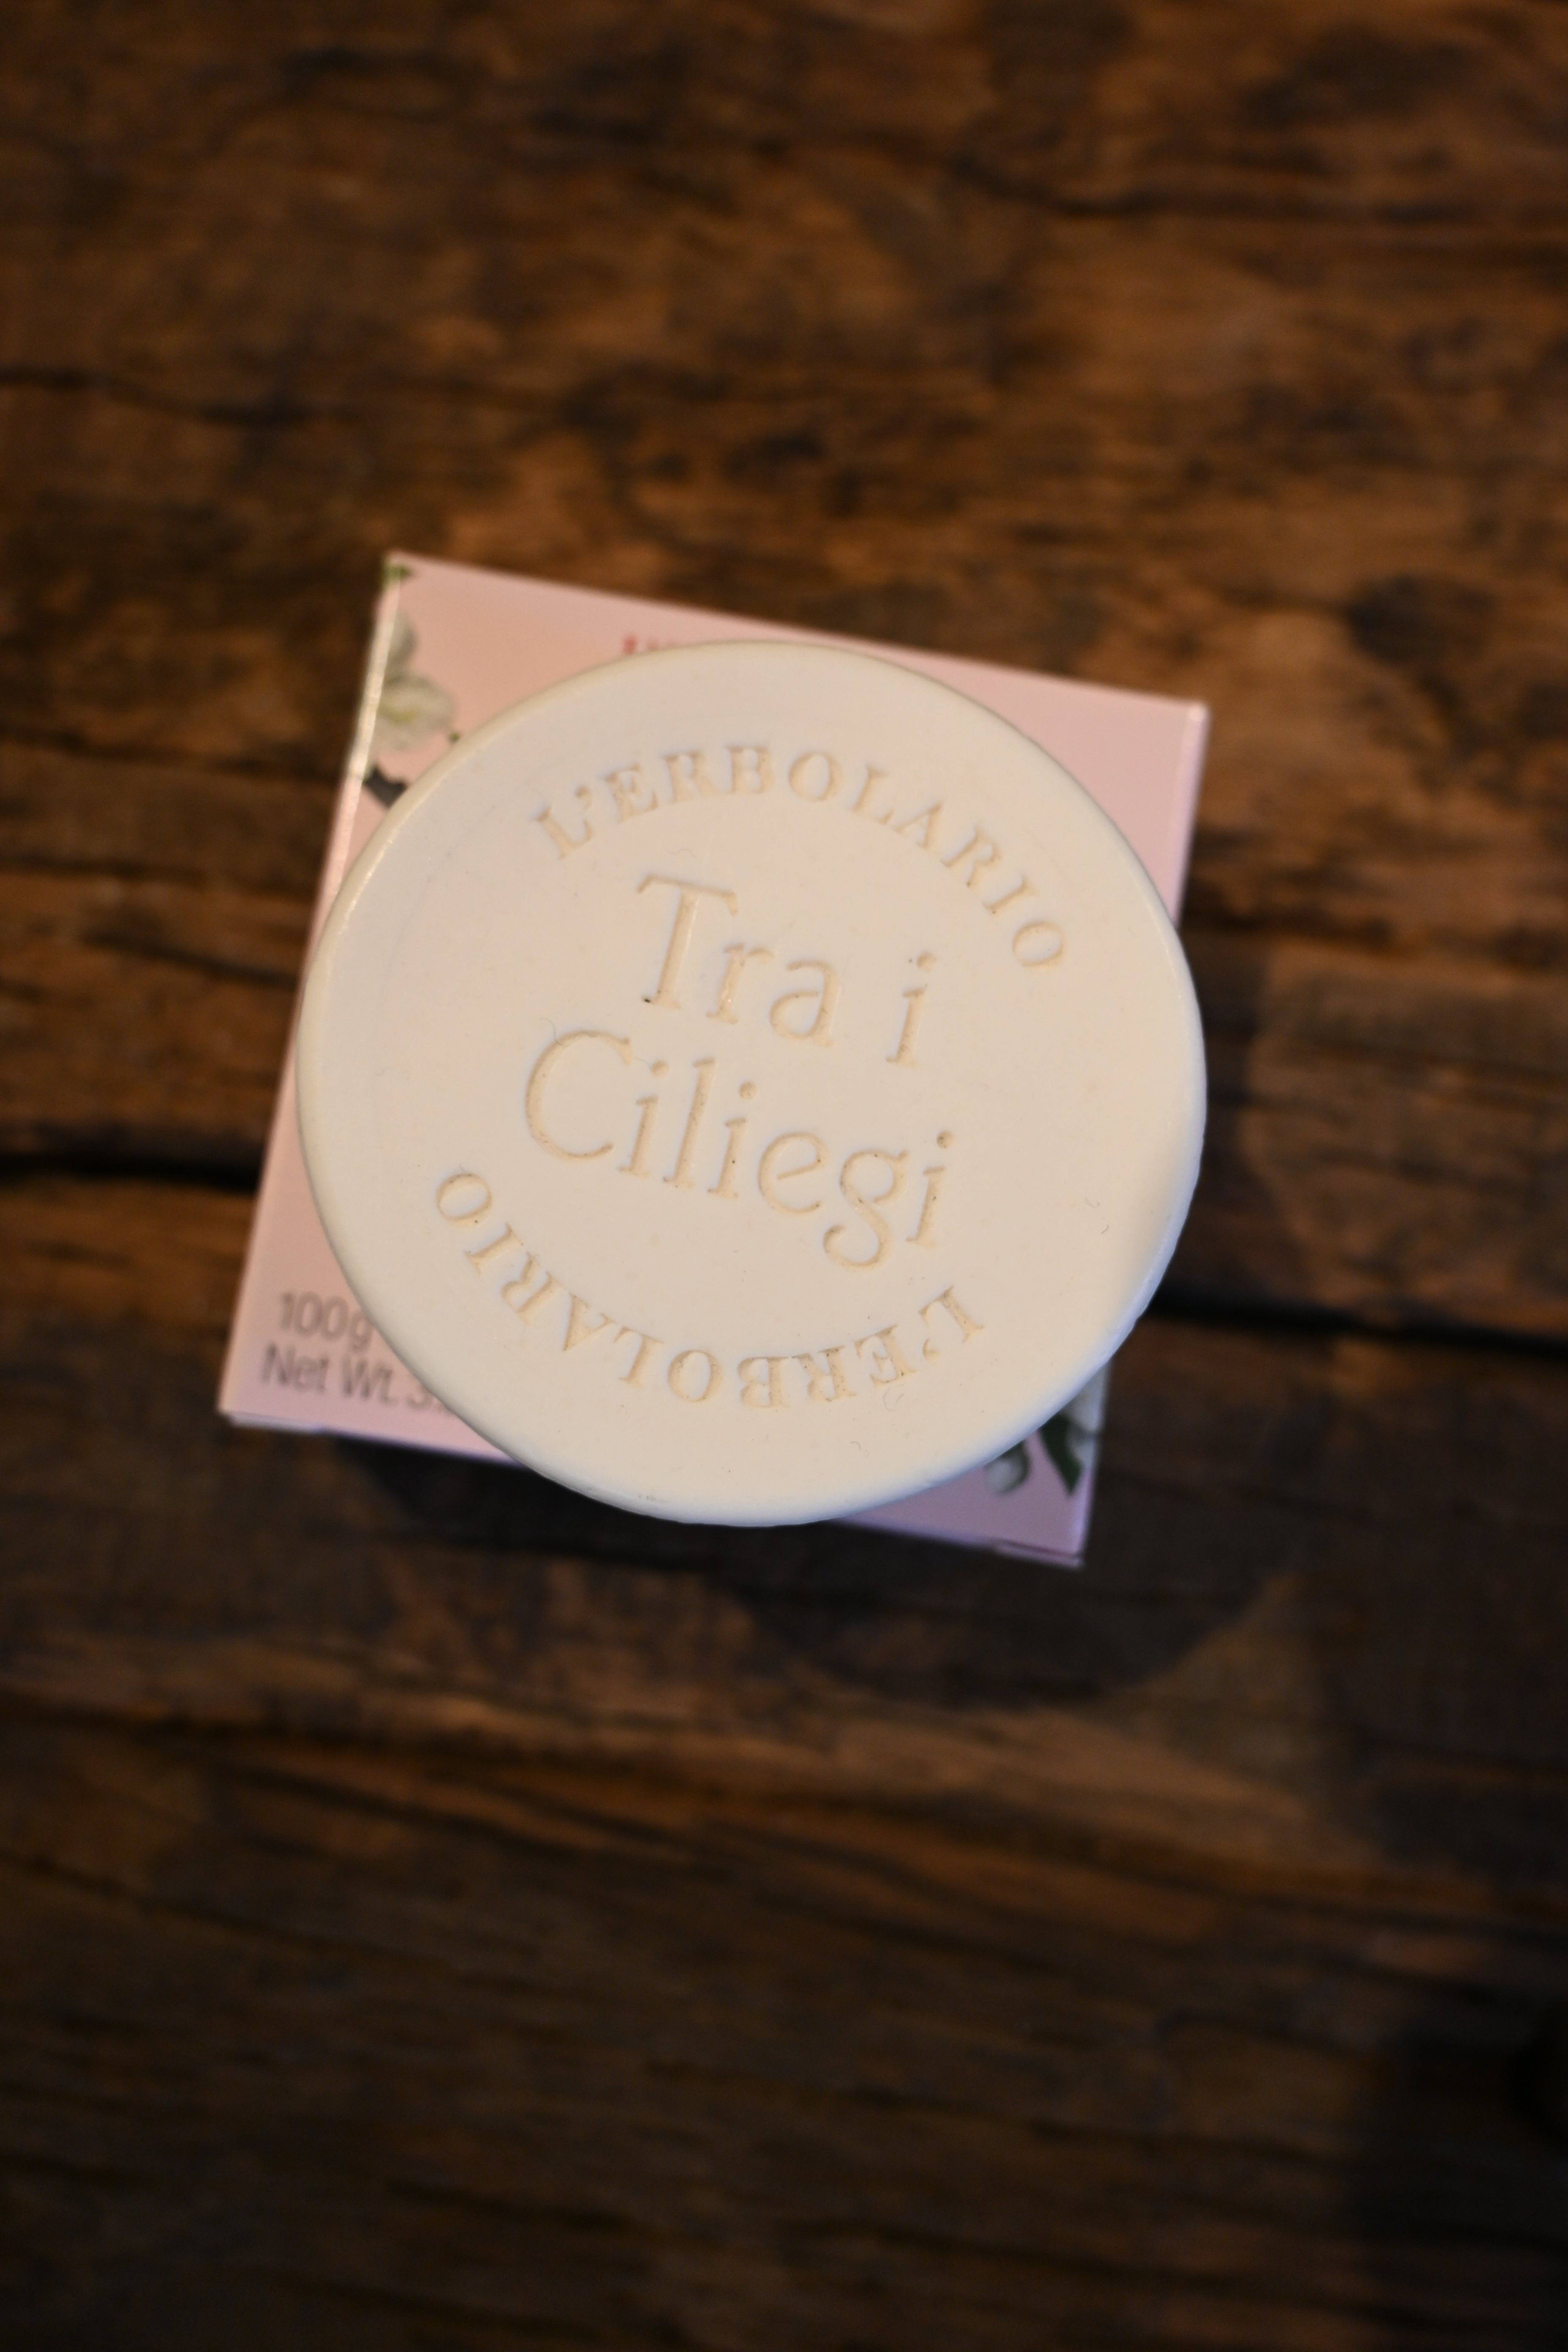 L'ERBOLARIO
Tra i
Ciliegi
L'ERBOLARIO
100g
Net Wt.